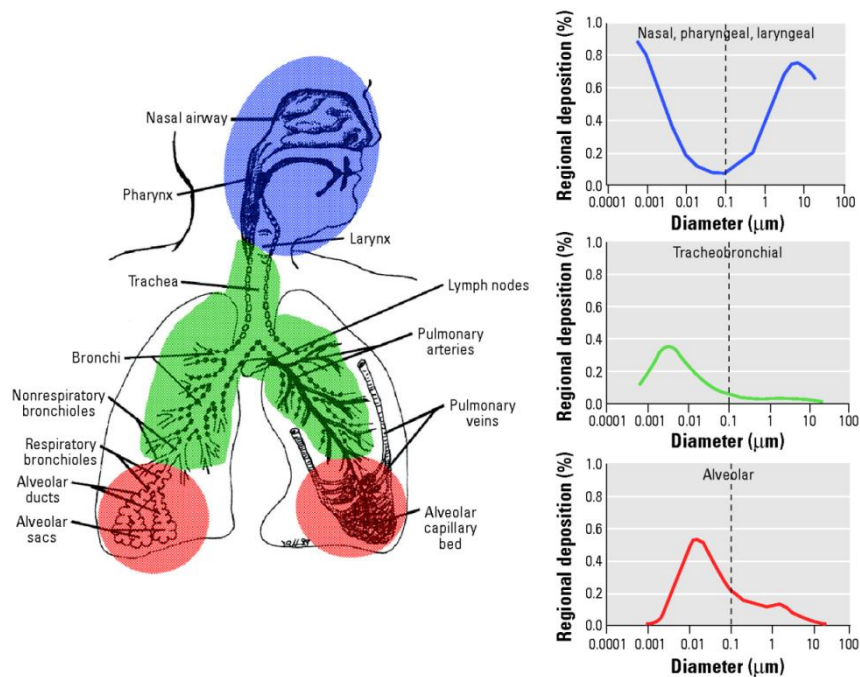 Nasal airway
Pharynx
Larynx
Trachea
Lymph nodes
Pulmonary
arteries
Bronchi
Nonrespiratory
bronchioles
Pulmonary
veins
Respiratory
bronchioles
Alveolar
ducts
Alveolar
sacs
Alveolar
capillary
bed
Regional deposition (%)
Nasal, pharyngeal, laryngeal
1.0
0.8
0.6
0.4
0.2
0.0
0.0001 0.001 0.01 0.1 1 10 100
Diameter (μm)
Regional deposition (%)
Tracheobronchial
1.0
0.8
0.6
0.4
0.2
0.0
0.0001 0.001 0.01 0.1 1 10 100
Diameter (μm)
Regional deposition (%)
Alveolar
1.0
0.8
0.6
0.4
0.2
0.0
0.0001 0.001 0.01 0.1 1 10 100
Diameter (μm)